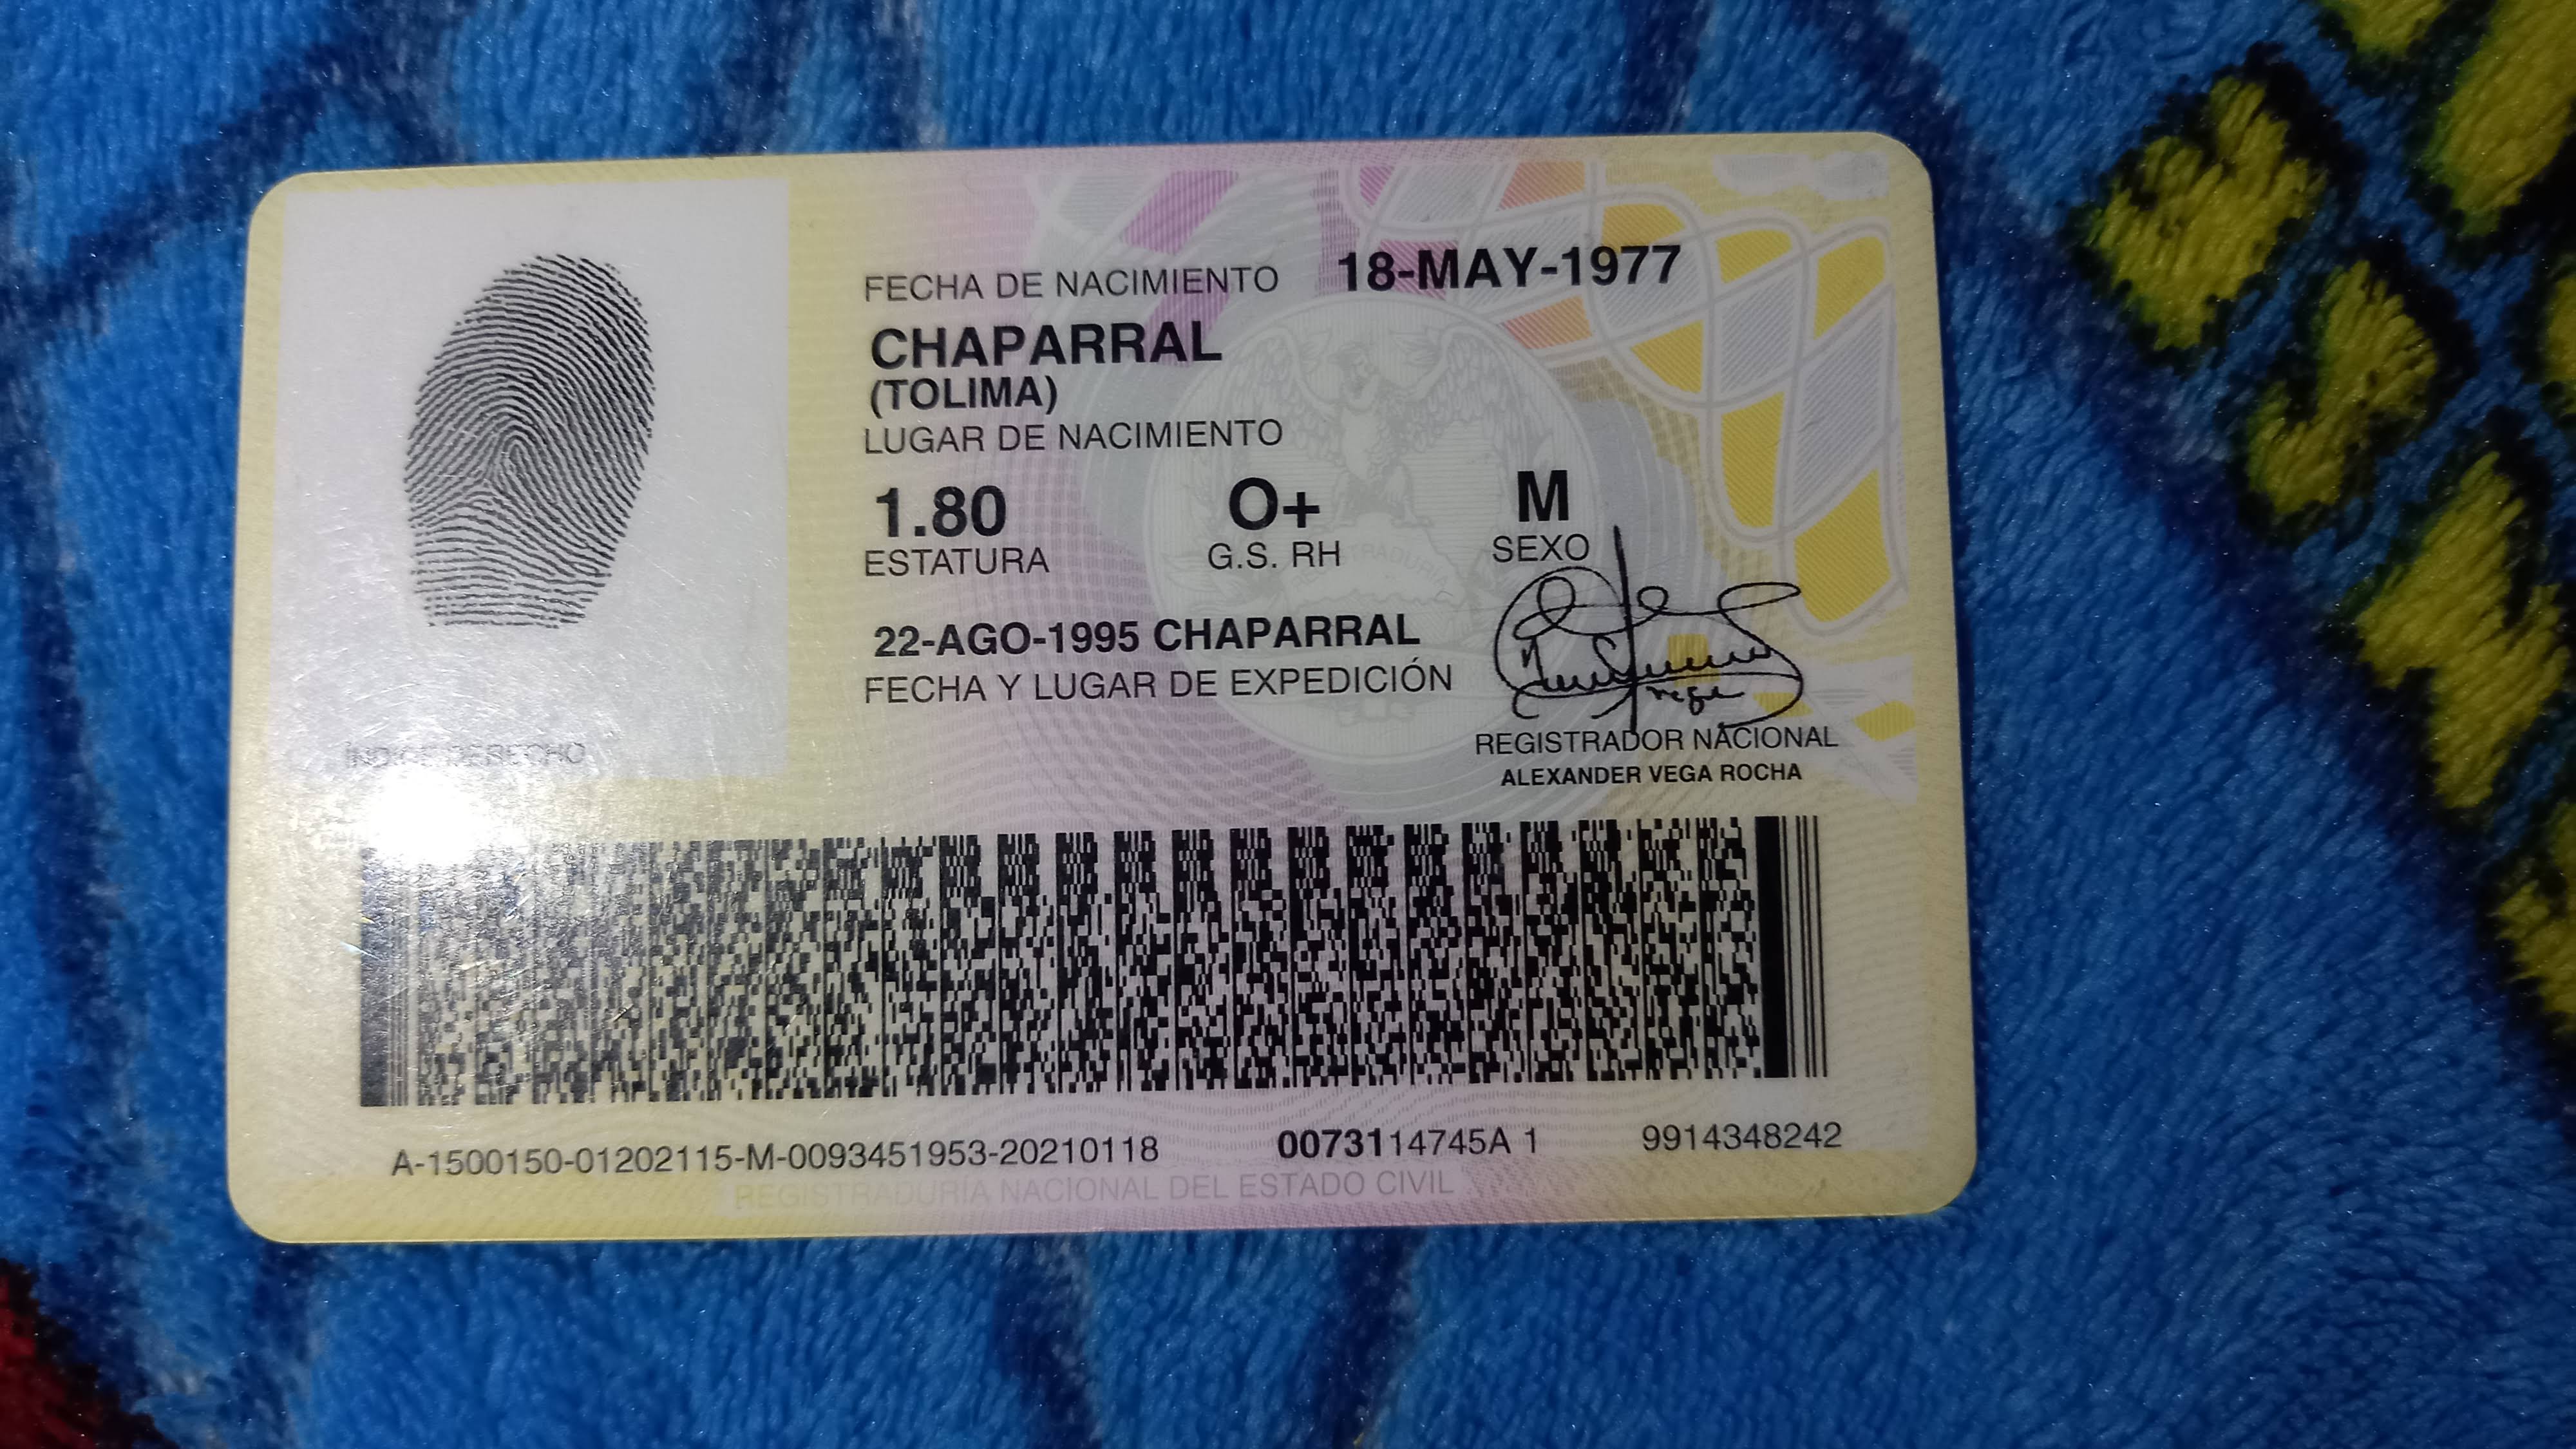 FECHA DE NACIMIENTO 18-MAY-1977
CHAPARRAL
(TOLIMA)
LUGAR DE NACIMIENTO
1.80 O+ M
ESTATURA G.S. RH SEXO
22-AGO-1995 CHAPARRAL
FECHA Y LUGAR DE EXPEDICIÓN
REGISTRADOR NACIONAL
ALEXANDER VEGA ROCHA
A-1500150-01202115-M-0093451953-20210118 0073114745A 1 9914348242
REGISTRADURIA NACIONAL DEL ESTADO CIVIL